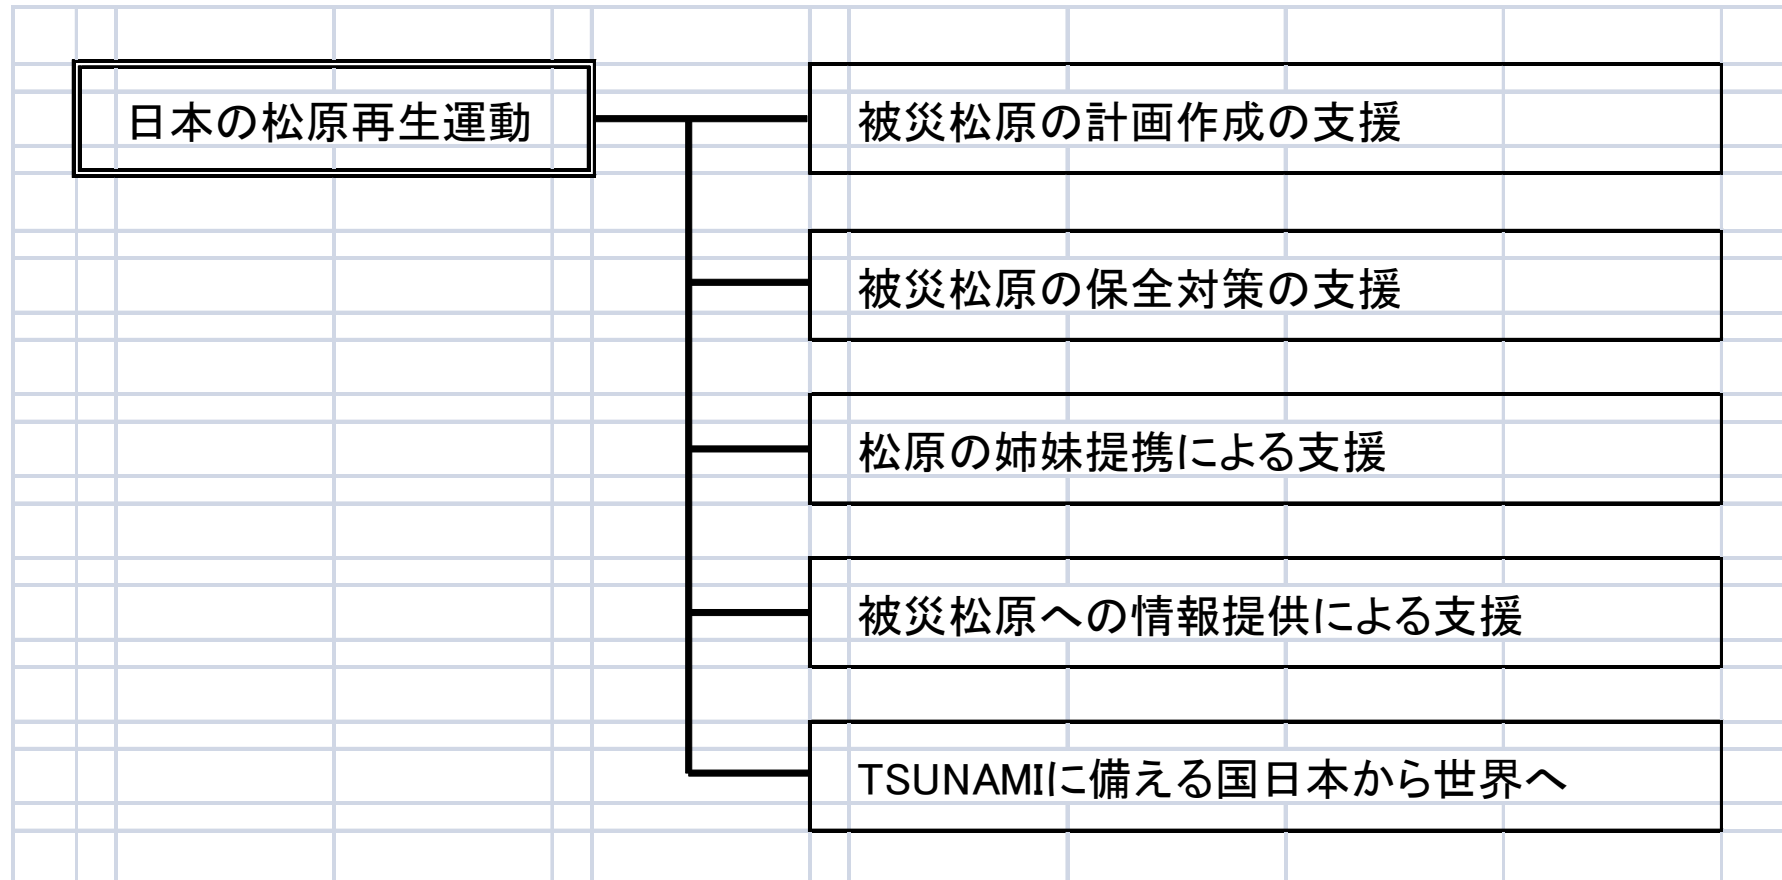 日本の松原再生運動
被災松原の計画作成の支援
被災松原の保全対策の支援
松原の姉妹提携による支援
被災松原への情報提供による支援
TSUNAMIに備える国日本から世界へ